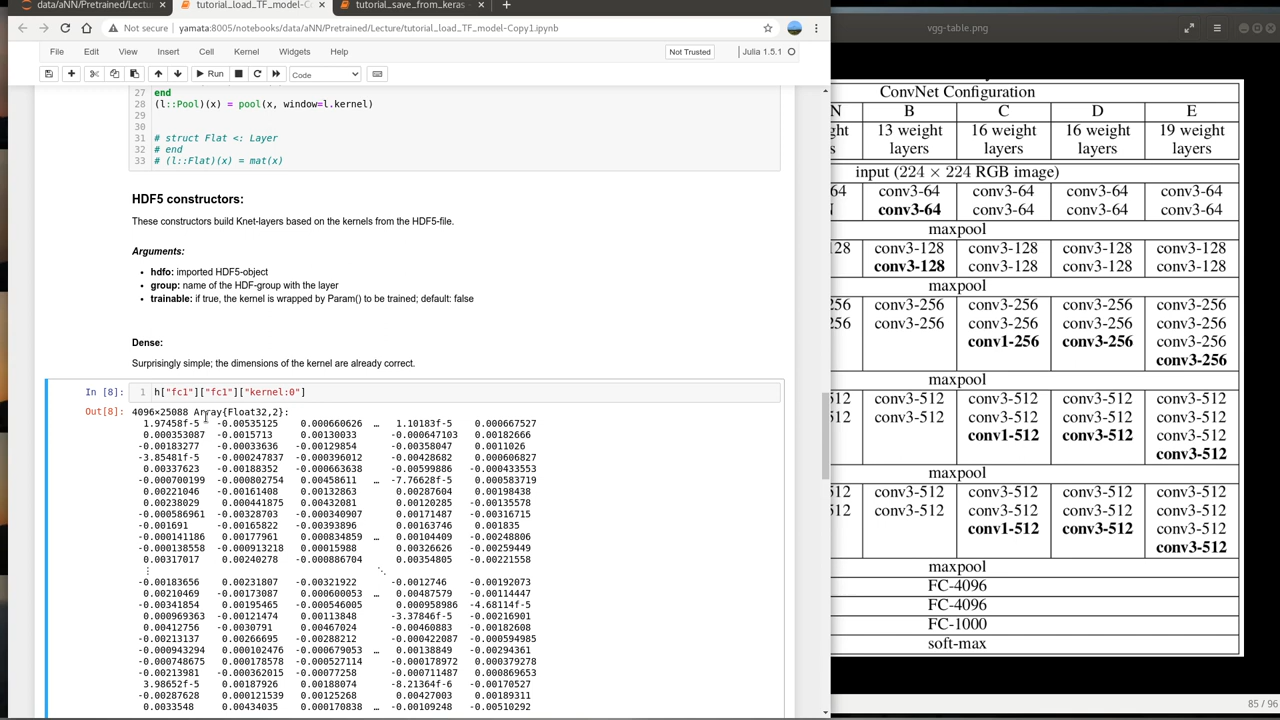 data/aNN/Pretrained/Lectur
tutorial_load_TF_model-
tutorial_save_from_keras
Not secure
yamata:8005/notebooks/data/aNN/Pretrained/Lecture/tutorial_load_TF_model-Copy1.ipynb
File Edit View Insert Cell Kernel Widgets Help
Not Trusted
Julia 1.5.1
Run
Code
27 end
28 (l::Pool)(x) = pool(x, window=l.kernel)
29
30
31 # struct Flat <: Layer
32 # end
33 # (l::Flat)(x) = mat(x)
HDF5 constructors:
These constructors build Knet-layers based on the kernels from the HDF5-file.
Arguments:
• hdfo: imported HDF5-object
• group: name of the HDF-group with the layer
• trainable: if true, the kernel is wrapped by Param() to be trained; default: false
Dense:
Surprisingly simple; the dimensions of the kernel are already correct.
In [8]: 1 h["fc1"]["fc1"]["kernel:0"]
Out[8]: 4096×25088 Array{Float32,2}:
1.97458f-5 -0.00535125 0.000660626 … 1.10183f-5 0.000667527
0.000353087 -0.0015713 0.00130033 -0.000647103 0.00182666
-0.00183277 -0.00033636 -0.00129854 -0.00358047 0.0011026
-3.85481f-5 -0.000247837 -0.000396012 -0.00428682 -0.000606827
0.00337623 -0.00188352 -0.000663638 -0.00599886 -0.000433553
-0.000700199 -0.000802754 0.00458611 … -7.76628f-5 0.000583719
0.00221046 -0.00161408 0.00132863 0.00287604 0.00198438
0.00238029 0.000441875 0.00432081 0.00120285 -0.00135578
-0.000586961 -0.00328703 -0.000340907 0.00171487 -0.00316715
-0.001691 -0.00165822 -0.00393896 0.00163746 0.001835
-0.000141186 0.00177961 0.000834859 … 0.00104409 -0.00248806
-0.000138558 -0.000913218 0.00015988 0.00326626 -0.00259449
0.00317017 0.00240278 -0.000886704 0.00354805 -0.00221558
⋮ ⋱
-0.00183656 0.00231807 -0.00321922 -0.0012746 -0.00192073
0.00210469 -0.00173087 0.000600053 … 0.00487579 -0.00114447
-0.00341854 0.00195465 -0.000546005 0.000958986 -4.68114f-5
0.000969363 -0.00121474 0.00113848 -3.37846f-5 -0.00216901
0.00412756 -0.0030791 0.00467024 -0.00460883 -0.00182608
-0.00213137 0.00266695 -0.00288212 -0.000422087 -0.000594985
-0.000943294 0.000102476 -0.000679053 … 0.00138849 -0.00294361
-0.000748675 0.000178578 -0.000527114 -0.000178972 0.000379278
-0.00213981 -0.000362015 -0.00077258 -0.000711487 0.000869653
3.98652f-5 0.00187926 0.00188074 -8.21364f-6 -0.00170527
-0.00287628 0.000121539 0.00125268 0.00427003 0.00189311
0.0033548 0.00434035 0.000170838 … -0.00109248 -0.00510292
vgg-table.png
ConvNet Configuration
N B C D E
ght 13 weight 16 weight 16 weight 19 weight
s layers layers layers layers
input (224 × 224 RGB image)
64 conv3-64 conv3-64 conv3-64 conv3-64
N conv3-64 conv3-64 conv3-64 conv3-64
maxpool
128 conv3-128 conv3-128 conv3-128 conv3-128
conv3-128 conv3-128 conv3-128 conv3-128
maxpool
256 conv3-256 conv3-256 conv3-256 conv3-256
256 conv3-256 conv3-256 conv3-256 conv3-256
conv1-256 conv3-256 conv3-256
conv3-256
maxpool
512 conv3-512 conv3-512 conv3-512 conv3-512
512 conv3-512 conv3-512 conv3-512 conv3-512
conv1-512 conv3-512 conv3-512
conv3-512
maxpool
512 conv3-512 conv3-512 conv3-512 conv3-512
512 conv3-512 conv3-512 conv3-512 conv3-512
conv1-512 conv3-512 conv3-512
conv3-512
maxpool
FC-4096
FC-4096
FC-1000
soft-max
85 / 96